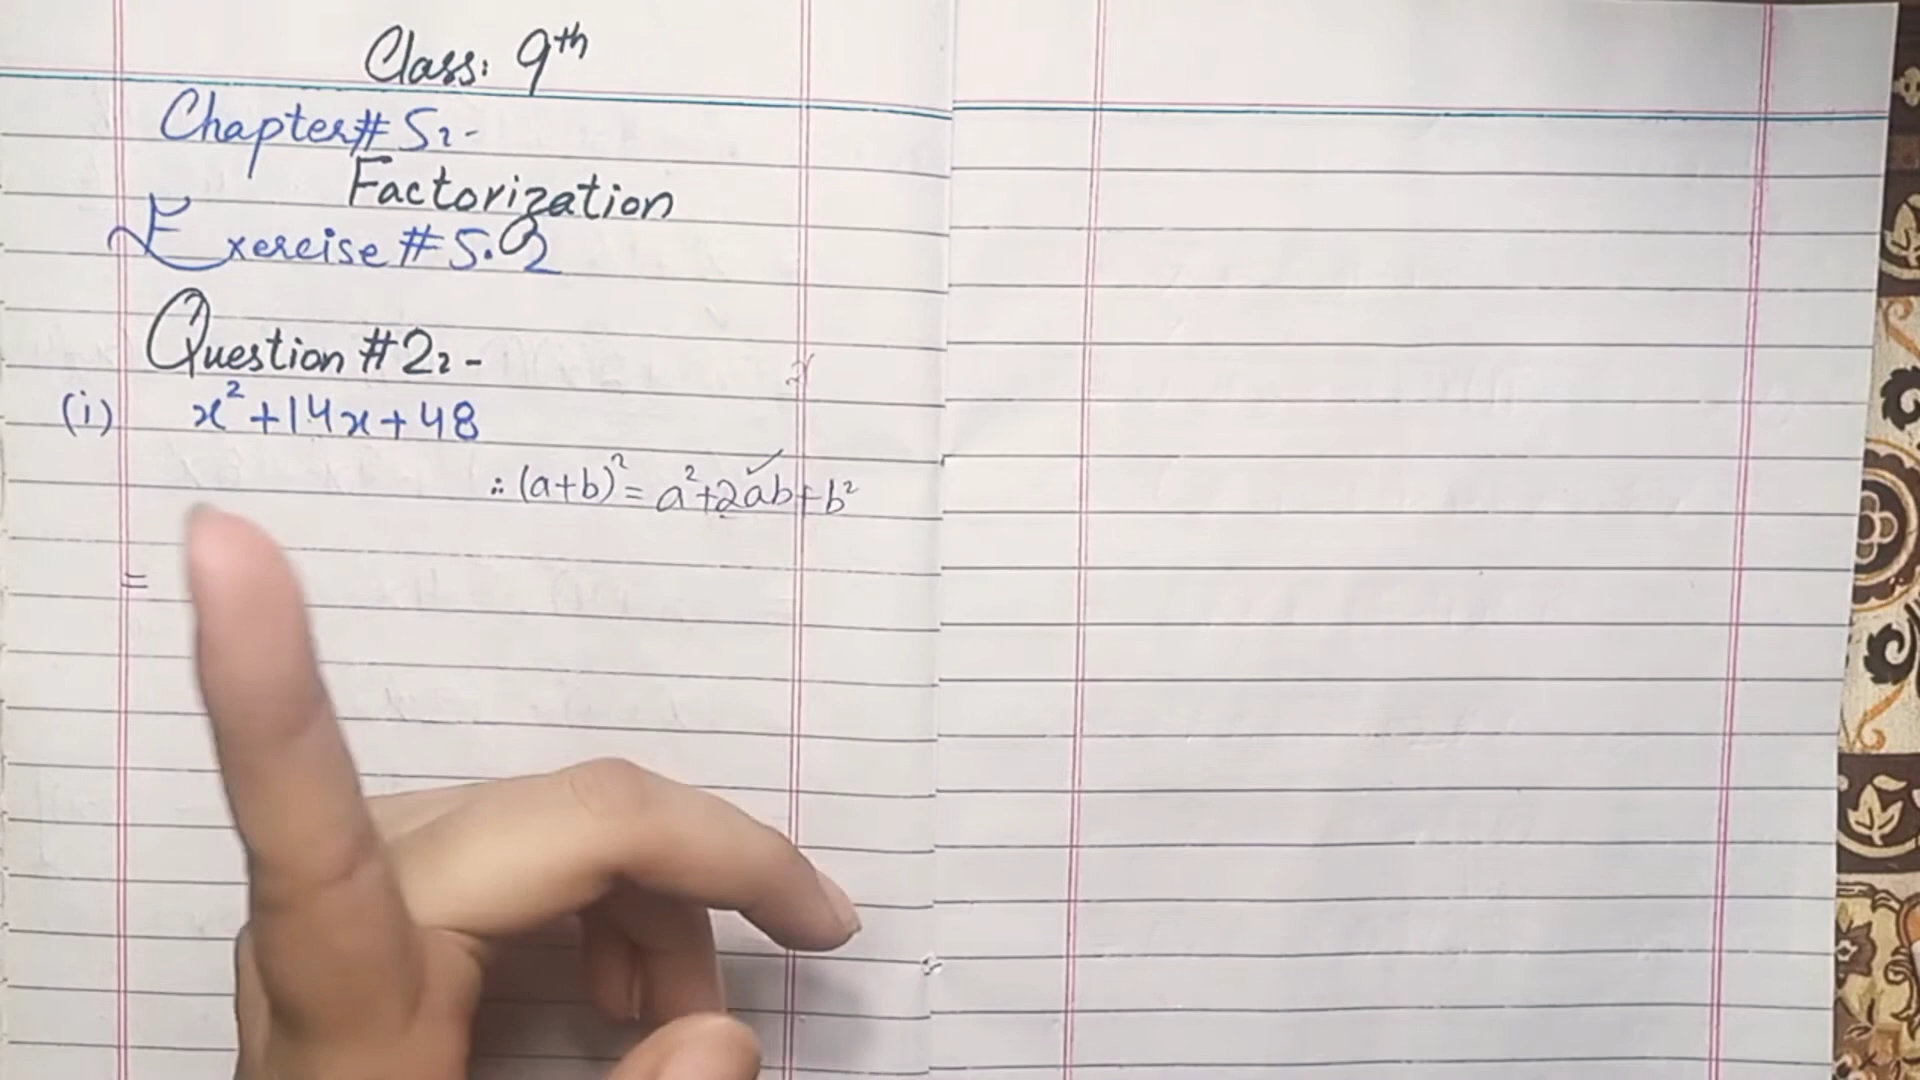 Class: 9th
Chapter# 5:-
Factorization
Exercise # 5.2
Question #2:-
(i) x² + 14x + 48
∴ (a+b)² = a² + 2ab + b²
=